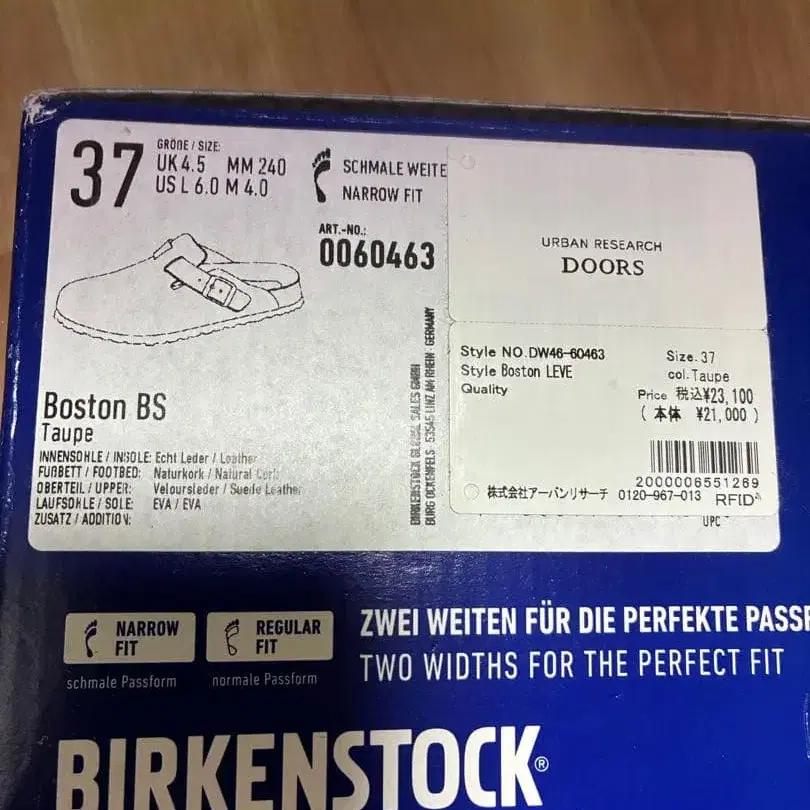 37
GRÖßE / SIZE:
UK 4.5 MM 240
US L 6.0 M 4.0
SCHMALE WEITE
NARROW FIT
ART.-NO.:
0060463
Boston BS
Taupe
INNENSOHLE / INSOLE: Echt Leder / Leather
FUßBETT / FOOTBED: Naturkork / Natural Cork
OBERTEIL / UPPER: Veloursleder / Suede Leather
LAUFSOHLE / SOLE: EVA / EVA
ZUSATZ / ADDITION:
BIRKENSTOCK GLOBAL SALES GMBH
BURG OCKENFELS · 53545 LINZ AM RHEIN · GERMANY
URBAN RESEARCH
DOORS
Style NO. DW46-60463 Size. 37
Style Boston LEVE col. Taupe
Quality Price 税込¥23,100
( 本体 ¥21,000 )
2000006551269
株式会社アーバンリサーチ 0120-967-013 RFID
UPC
NARROW FIT
schmale Passform
REGULAR FIT
normale Passform
ZWEI WEITEN FÜR DIE PERFEKTE PASSF
TWO WIDTHS FOR THE PERFECT FIT
BIRKENSTOCK®